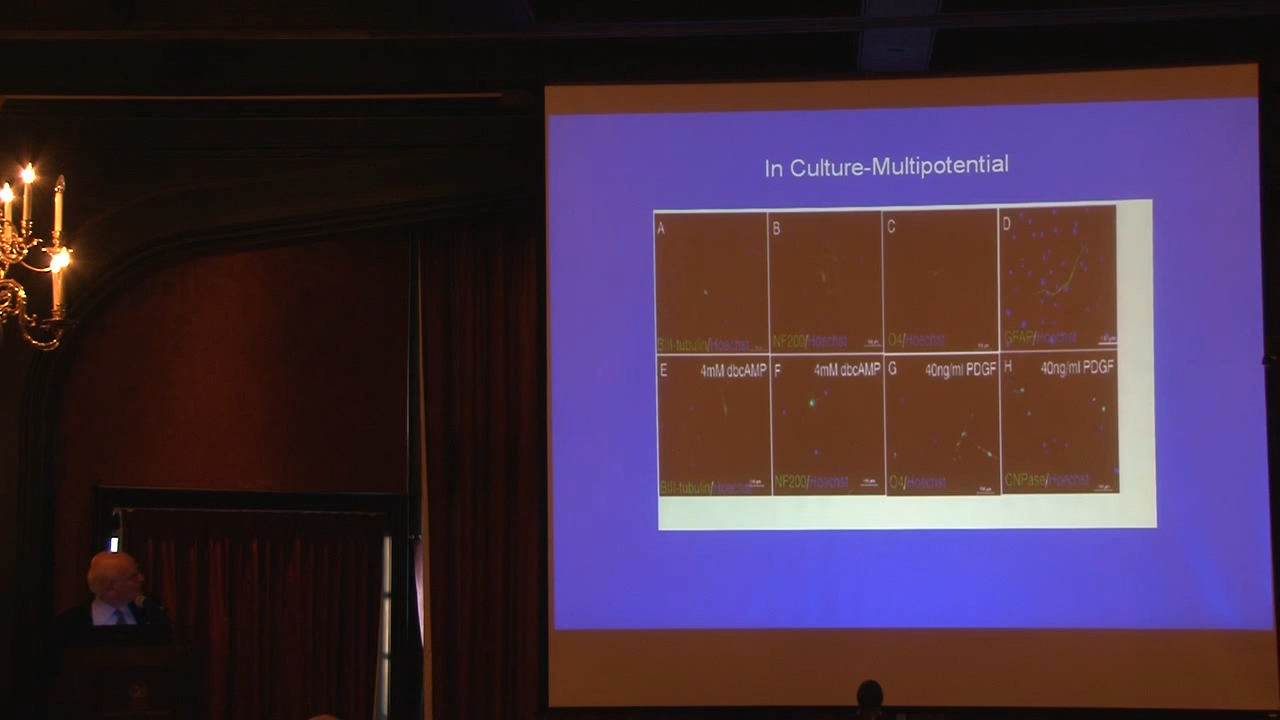 In Culture-Multipotential
A B C D
BIII-tubulin/Hoechst NF200/Hoechst O4/Hoechst GFAP/Hoechst
E 4mM dbcAMP F 4mM dbcAMP G 40ng/ml PDGF H 40ng/ml PDGF
BIII-tubulin/Hoechst NF200/Hoechst O4/Hoechst CNPase/Hoechst